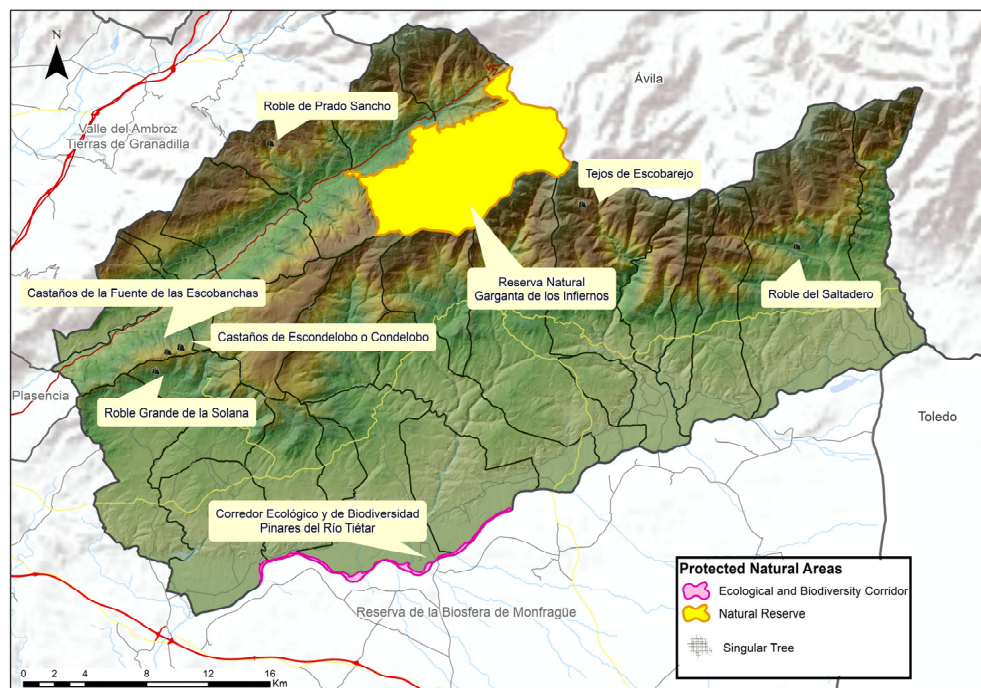 N
Ávila
Roble de Prado Sancho
Valle del Ambroz
Tierras de Granadilla
Tejos de Escobarejo
Castaños de la Fuente de las Escobanchas
Reserva Natural
Garganta de los Infiernos
Roble del Saltadero
Castaños de Escondelobo o Condelobo
Plasencia
Roble Grande de la Solana
Toledo
Corredor Ecológico y de Biodiversidad
Pinares del Río Tiétar
Protected Natural Areas
Ecological and Biodiversity Corridor
Natural Reserve
Singular Tree
Reserva de la Biosfera de Monfragüe
0 2 4 8 12 16
Km